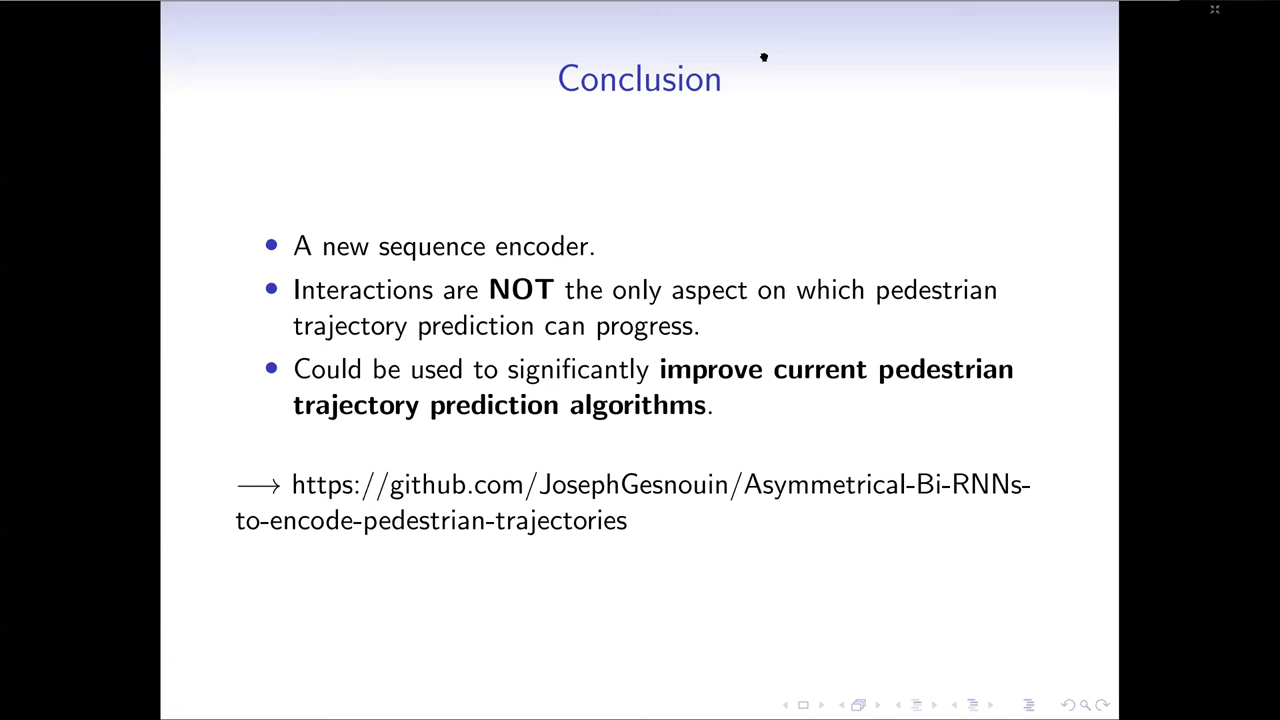 Conclusion
• A new sequence encoder.
• Interactions are NOT the only aspect on which pedestrian
trajectory prediction can progress.
• Could be used to significantly improve current pedestrian
trajectory prediction algorithms.
⟶ https://github.com/JosephGesnouin/Asymmetrical-Bi-RNNs-
to-encode-pedestrian-trajectories